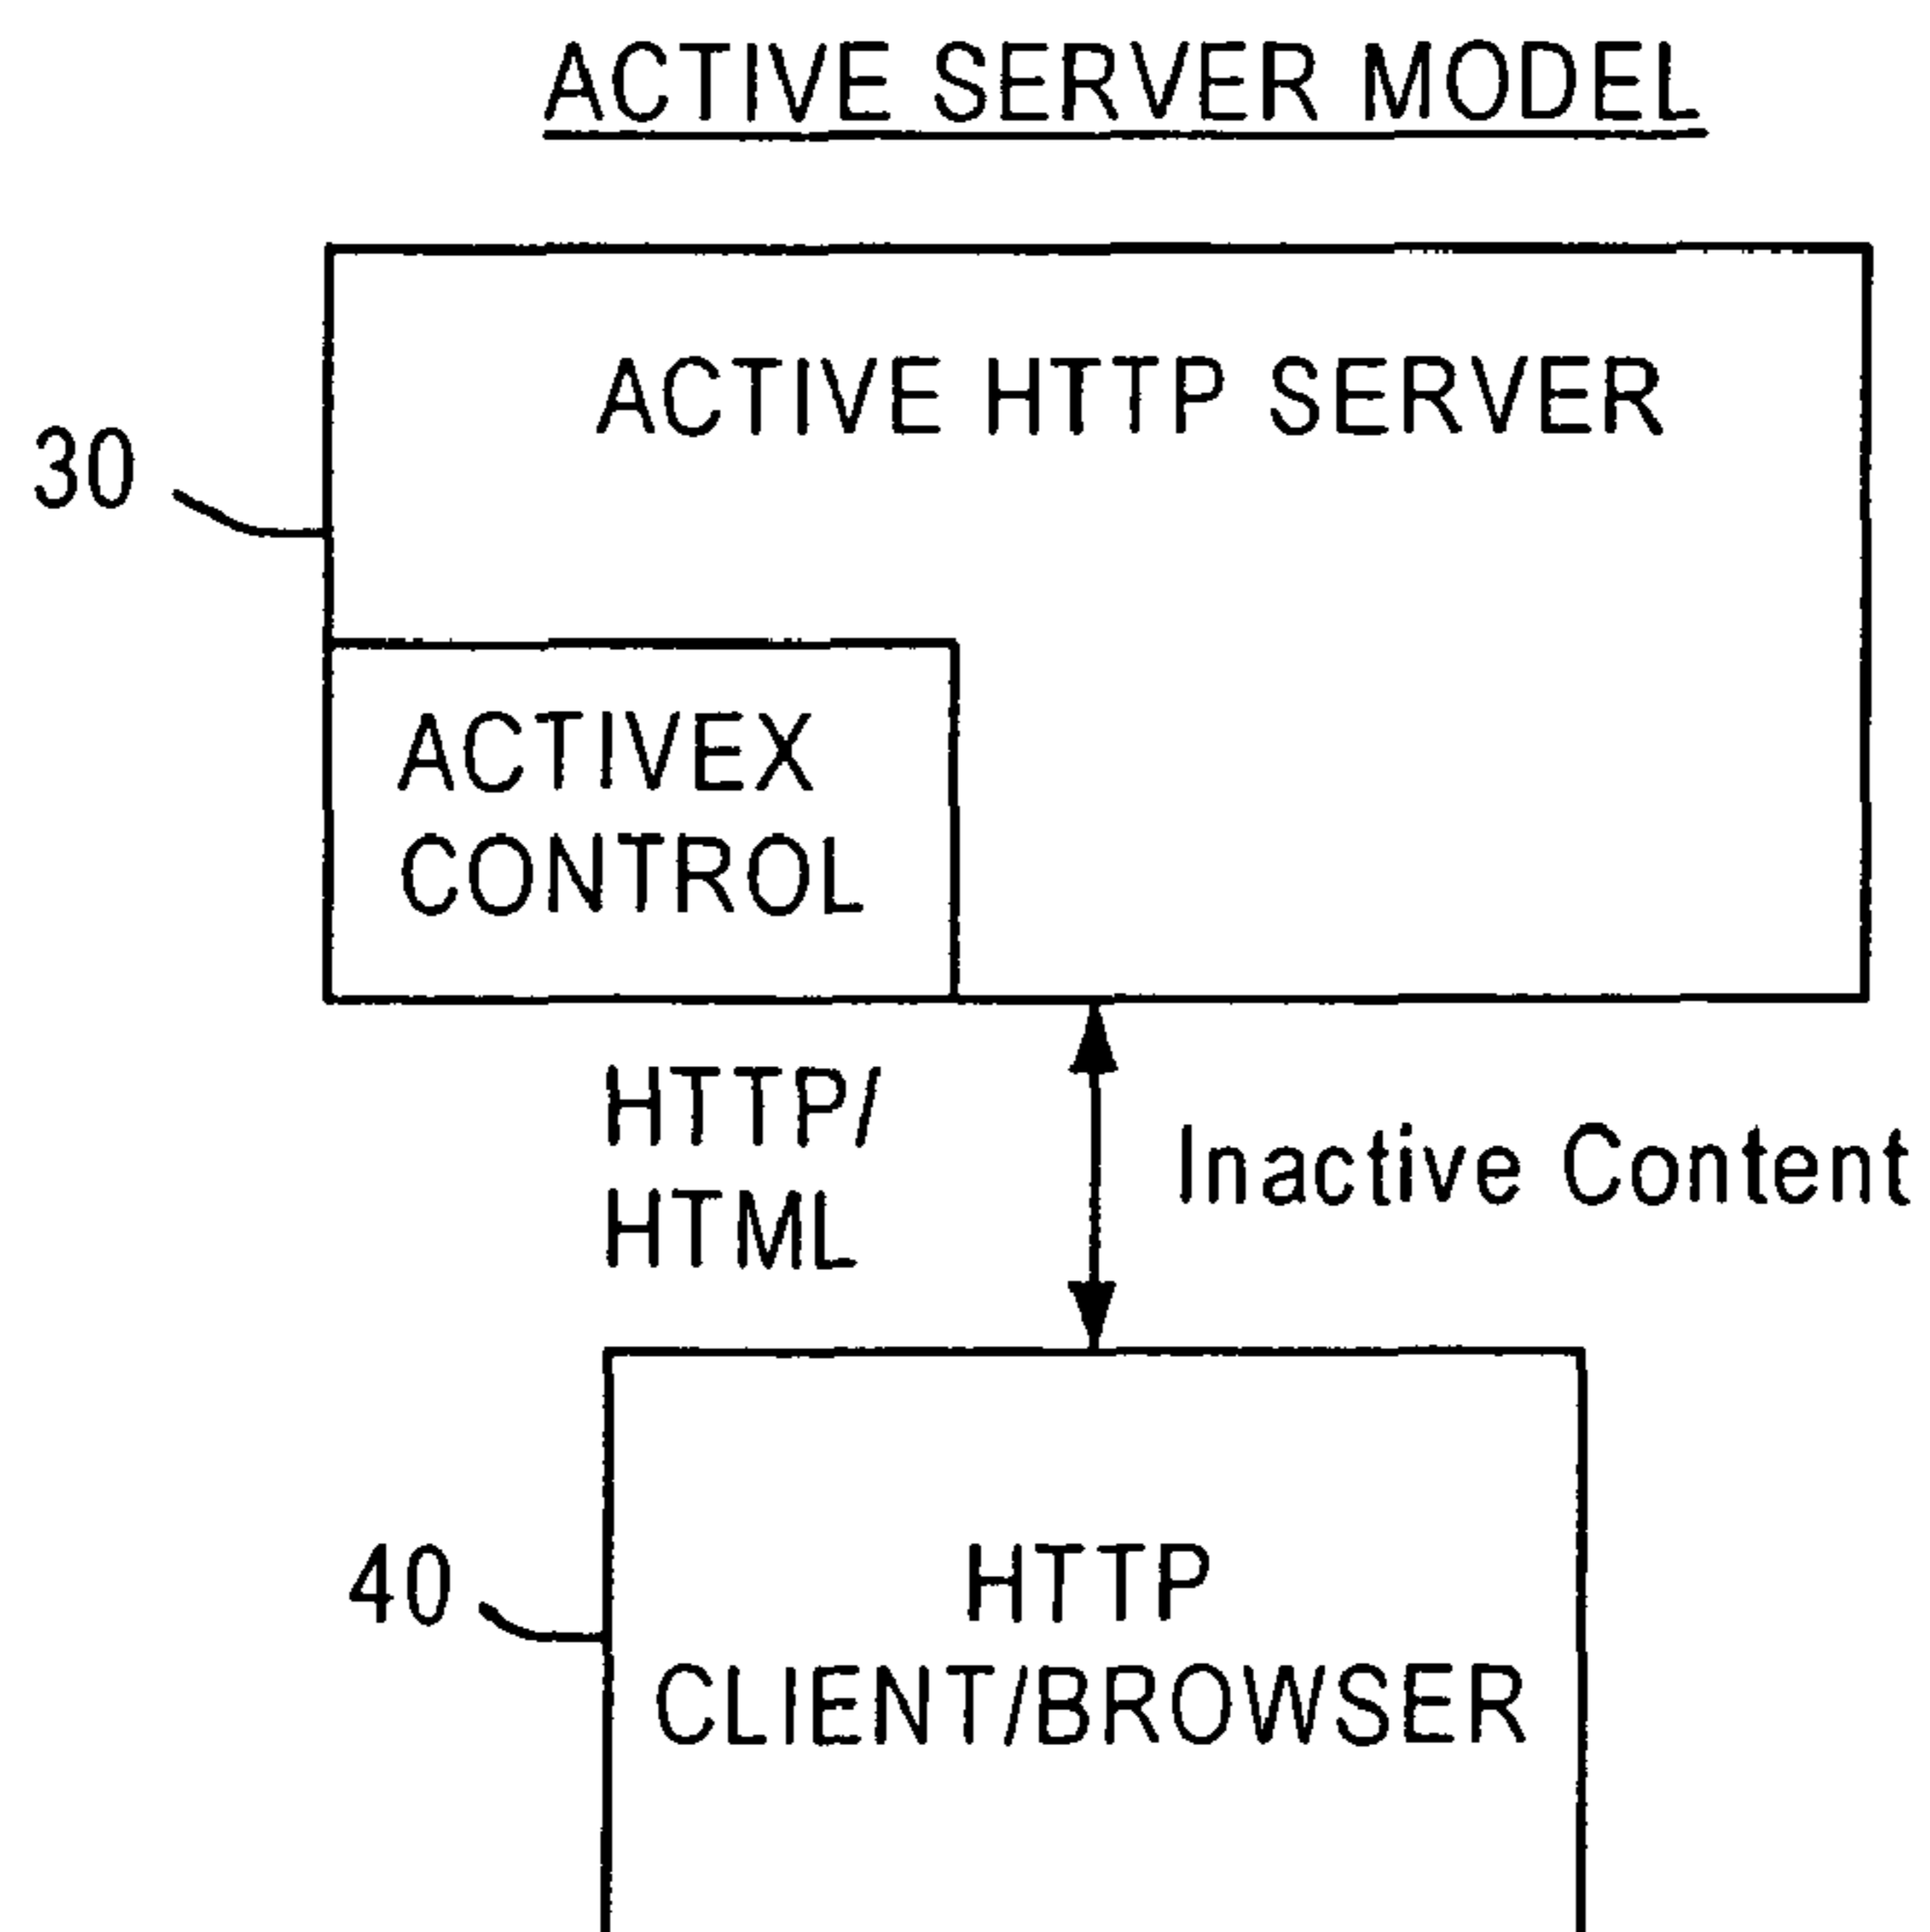 ACTIVE SERVER MODEL
ACTIVE HTTP SERVER
30
ACTIVEX
CONTROL
HTTP/
HTML
Inactive Content
40
HTTP
CLIENT/BROWSER